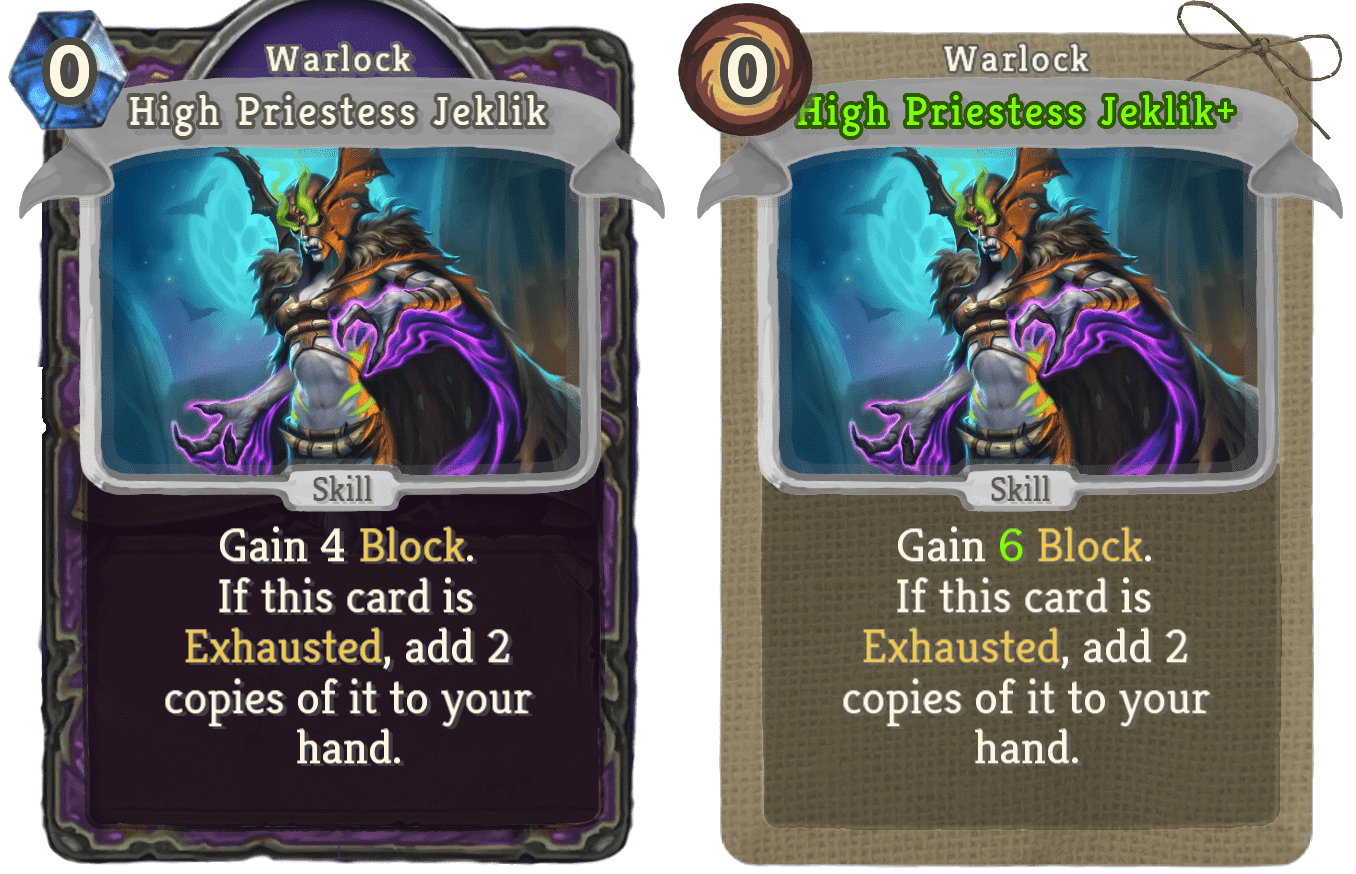 0
Warlock
High Priestess Jeklik
Skill
Gain 4 Block.
If this card is
Exhausted, add 2
copies of it to your
hand.
0
Warlock
High Priestess Jeklik+
Skill
Gain 6 Block.
If this card is
Exhausted, add 2
copies of it to your
hand.